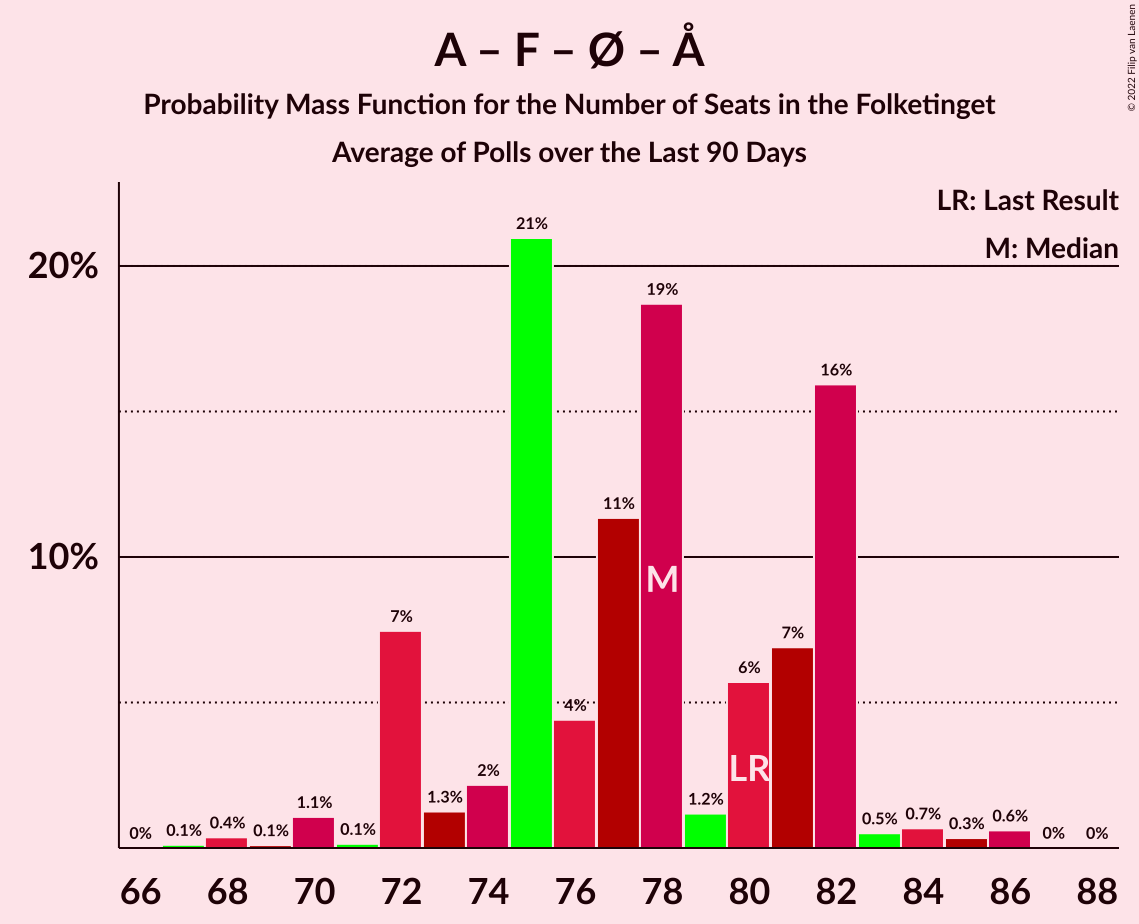 A – F – Ø – Å
Probability Mass Function for the Number of Seats in the Folketinget
Average of Polls over the Last 90 Days
© 2022 Filip van Laenen
LR: Last Result
M: Median
20%
10%
0%
0.1%
0.4%
0.1%
1.1%
0.1%
7%
1.3%
2%
21%
4%
11%
19%
1.2%
6%
7%
16%
0.5%
0.7%
0.3%
0.6%
0%
0%
M
LR
66 68 70 72 74 76 78 80 82 84 86 88